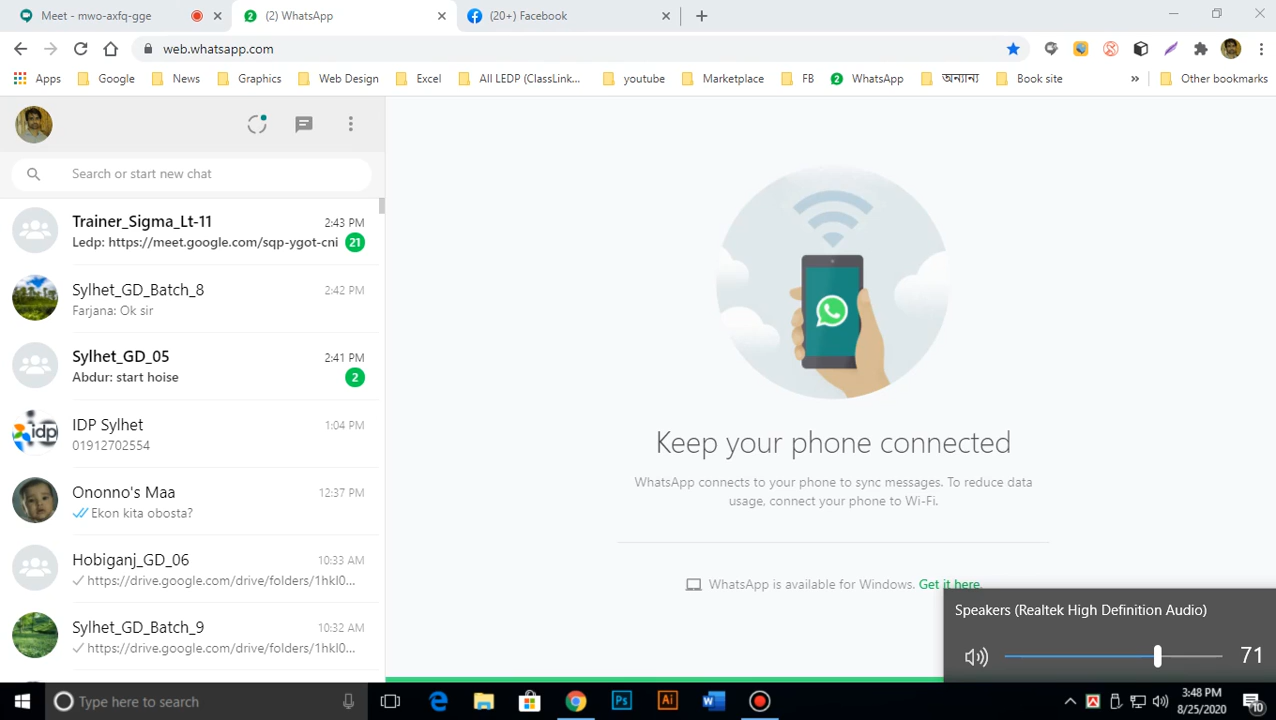 Meet - mwo-axfq-gge
(2) WhatsApp
(20+) Facebook
web.whatsapp.com
Apps Google News Graphics Web Design Excel All LEDP (ClassLink... youtube Marketplace FB 2 WhatsApp অন্যান্য Book site » Other bookmarks
Search or start new chat
Trainer_Sigma_Lt-11 2:43 PM
Ledp: https://meet.google.com/sqp-ygot-cni 21
Sylhet_GD_Batch_8 2:42 PM
Farjana: Ok sir
Sylhet_GD_05 2:41 PM
Abdur: start hoise 2
idp
IDP Sylhet 1:04 PM
01912702554
Ononno's Maa 12:37 PM
Ekon kita obosta?
Hobiganj_GD_06 10:33 AM
https://drive.google.com/drive/folders/1hkI0...
Sylhet_GD_Batch_9 10:32 AM
https://drive.google.com/drive/folders/1hkI0...
Keep your phone connected
WhatsApp connects to your phone to sync messages. To reduce data
usage, connect your phone to Wi-Fi.
WhatsApp is available for Windows. Get it here.
Speakers (Realtek High Definition Audio)
71
Type here to search
Ps
Ai
W
3:48 PM
8/25/2020
10